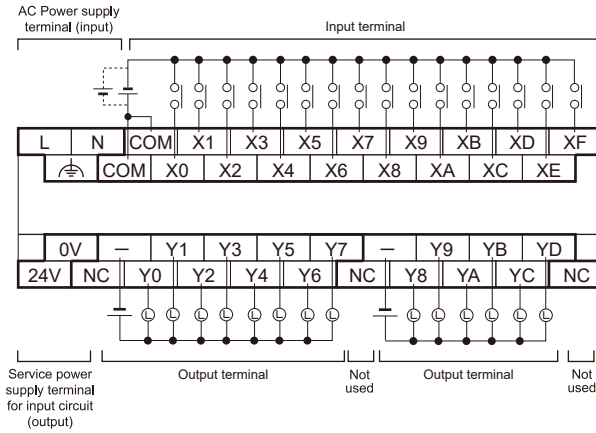 AC Power supply
terminal (input)
Input terminal
L N COM X1 X3 X5 X7 X9 XB XD XF
COM X0 X2 X4 X6 X8 XA XC XE
0V – Y1 Y3 Y5 Y7 – Y9 YB YD
24V NC Y0 Y2 Y4 Y6 NC Y8 YA YC NC
L L L L L L L L L L L L L L
Service power
supply terminal
for input circuit
(output)
Output terminal
Not
used
Output terminal
Not
used